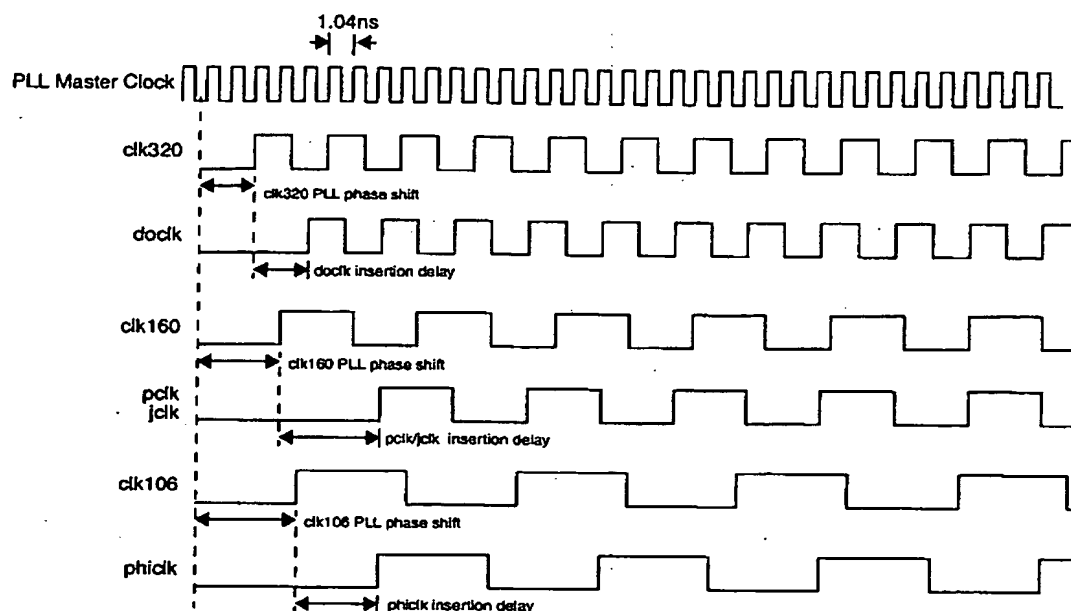 1.04ns
PLL Master Clock
clk320
clk320 PLL phase shift
doclk
doclk insertion delay
clk160
clk160 PLL phase shift
pclk
jclk
pclk/jclk insertion delay
clk106
clk106 PLL phase shift
phiclk
phiclk insertion delay